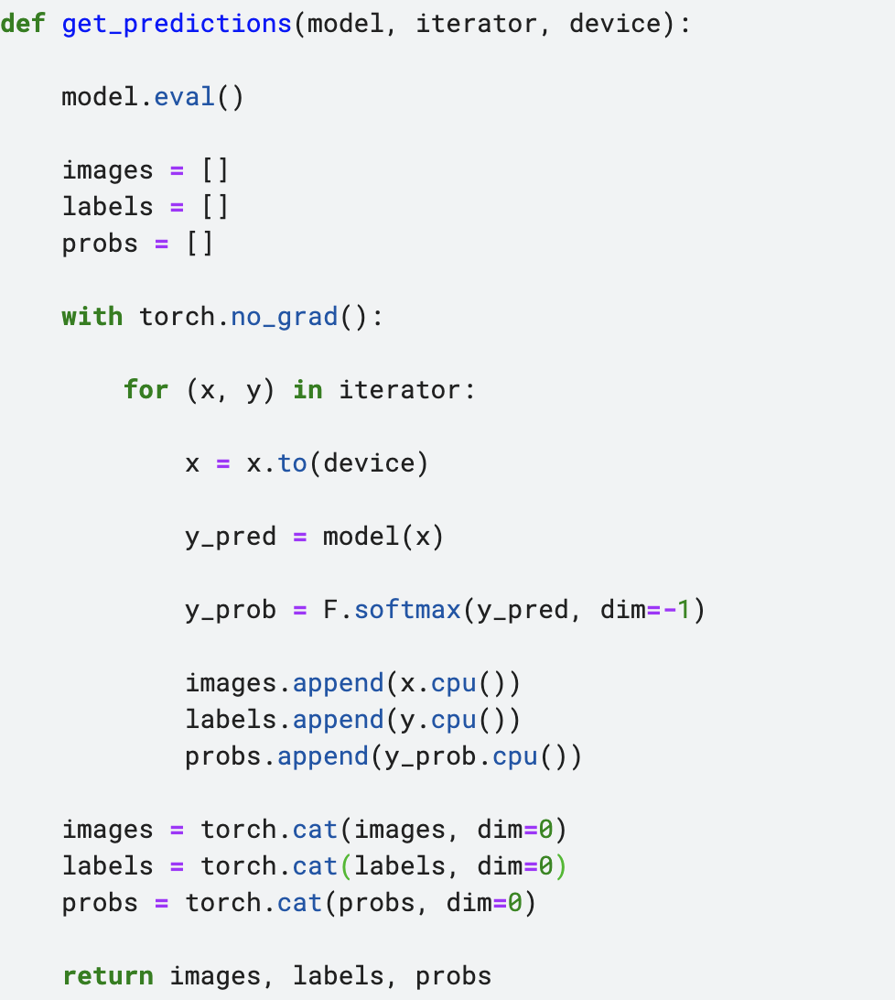 def get_predictions(model, iterator, device):
    model.eval()
    images = []
    labels = []
    probs = []
    with torch.no_grad():
        for (x, y) in iterator:
            x = x.to(device)
            y_pred = model(x)
            y_prob = F.softmax(y_pred, dim=-1)
            images.append(x.cpu())
            labels.append(y.cpu())
            probs.append(y_prob.cpu())
    images = torch.cat(images, dim=0)
    labels = torch.cat(labels, dim=0)
    probs = torch.cat(probs, dim=0)
    return images, labels, probs